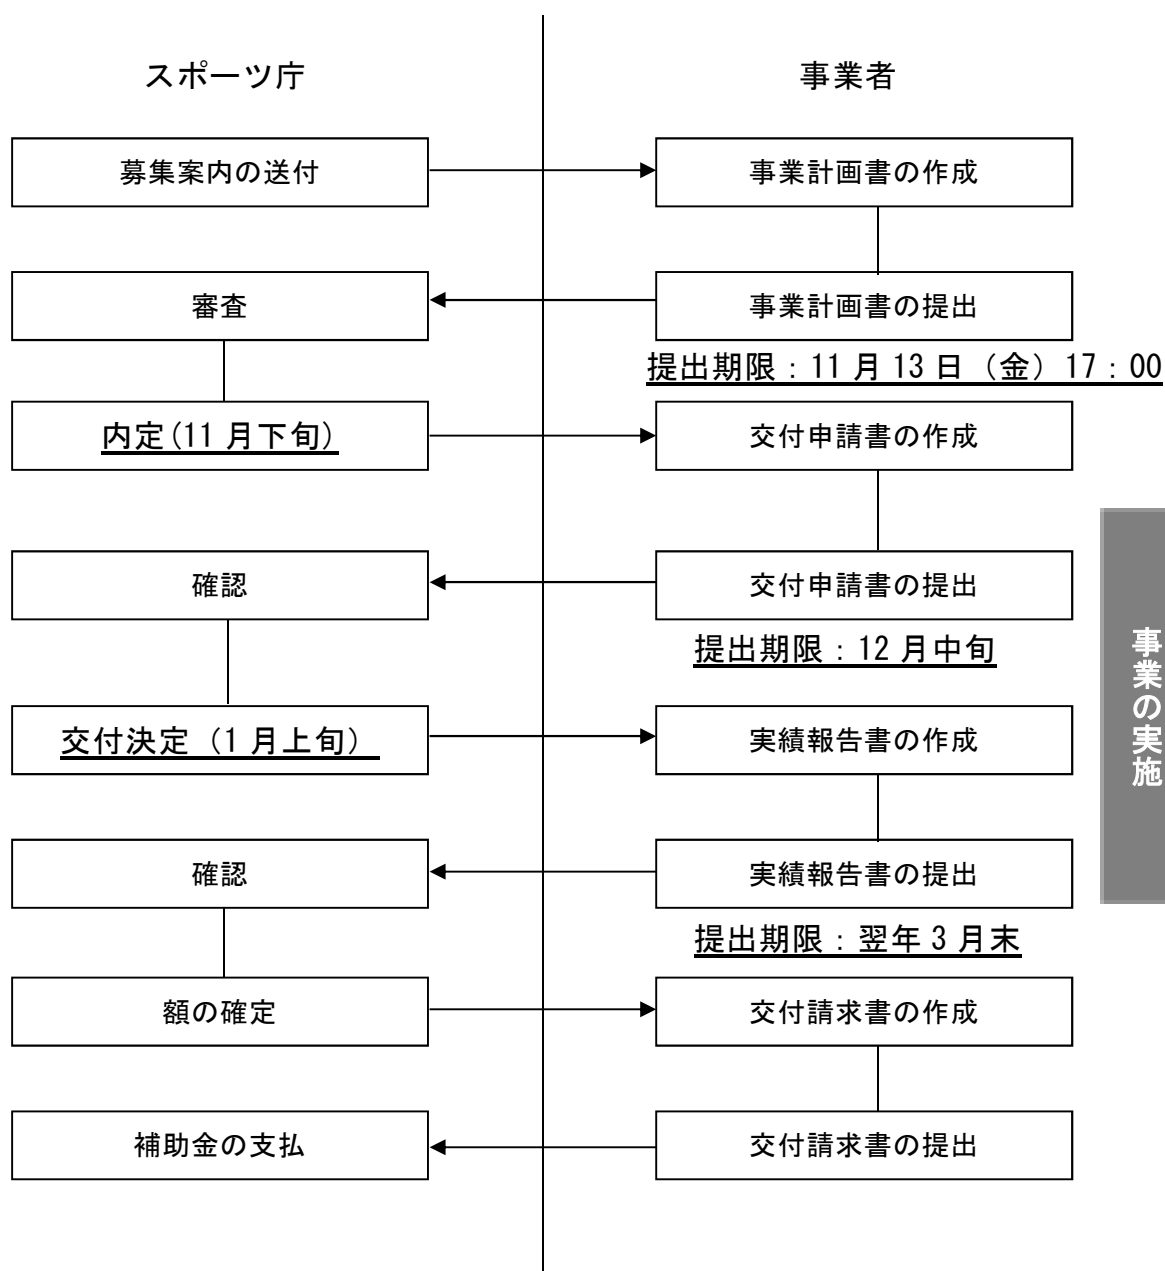 スポーツ庁
事業者
募集案内の送付
事業計画書の作成
審査
事業計画書の提出
提出期限：11月13日（金）17：00
内定(11月下旬)
交付申請書の作成
確認
交付申請書の提出
提出期限：12月中旬
交付決定（1月上旬）
実績報告書の作成
確認
実績報告書の提出
提出期限：翌年3月末
額の確定
交付請求書の作成
補助金の支払
交付請求書の提出
事業の実施